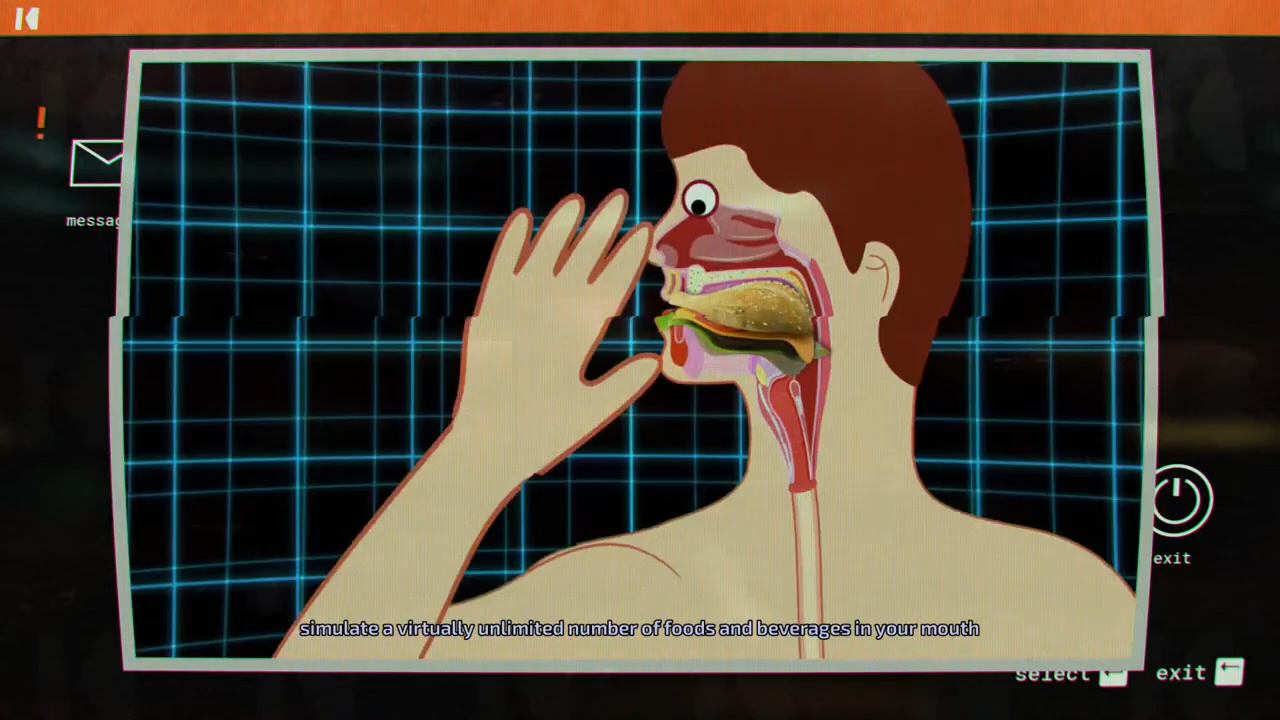 !
messag
exit
simulate a virtually unlimited number of foods and beverages in your mouth
select exit